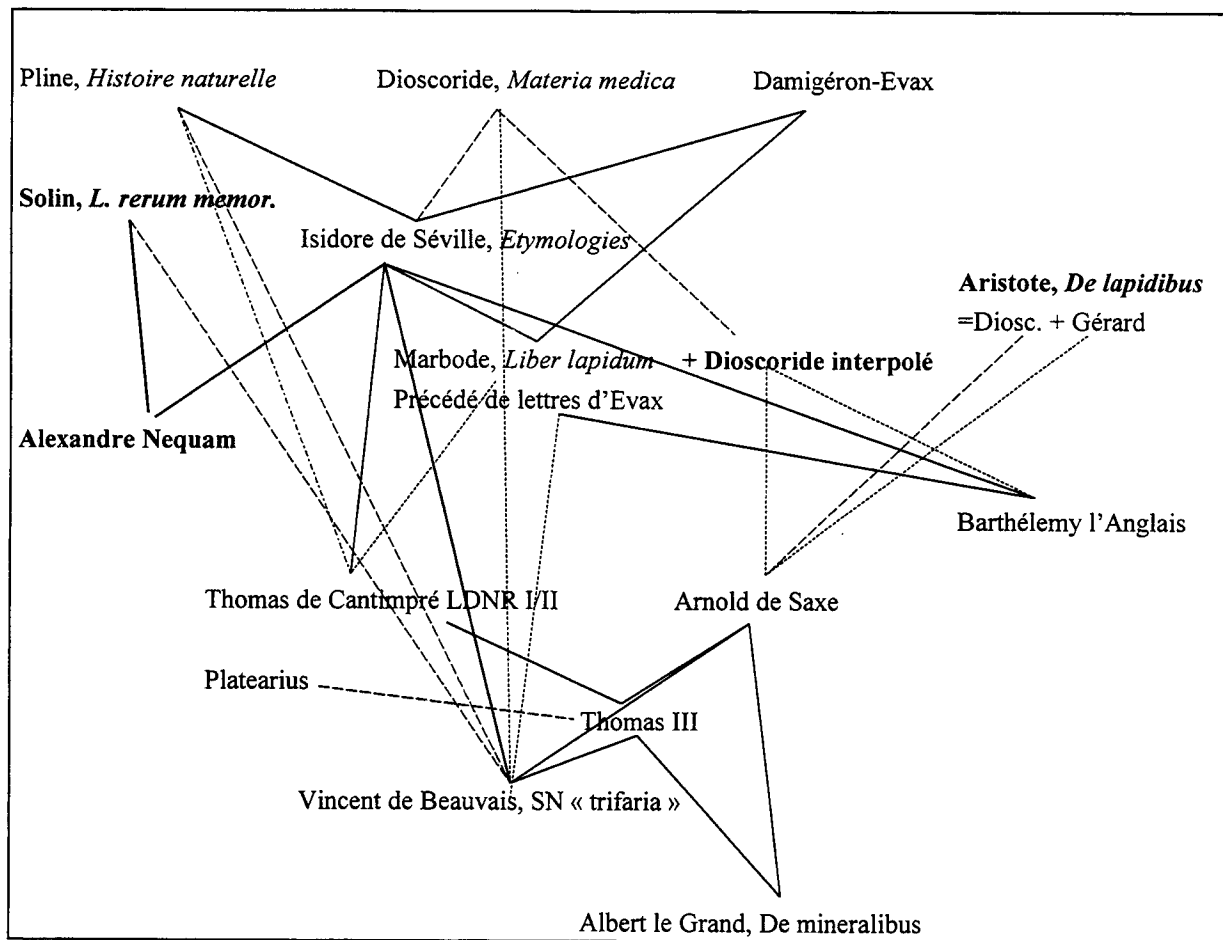 Pline, Histoire naturelle
Dioscoride, Materia medica
Damigéron-Evax
Solin, L. rerum memor.
Isidore de Séville, Etymologies
Aristote, De lapidibus
=Diosc. + Gérard
Marbode, Liber lapidum + Dioscoride interpolé
Précédé de lettres d'Evax
Alexandre Nequam
Barthélemy l'Anglais
Thomas de Cantimpré LDNR I/II
Arnold de Saxe
Platearius
Thomas III
Vincent de Beauvais, SN « trifaria »
Albert le Grand, De mineralibus